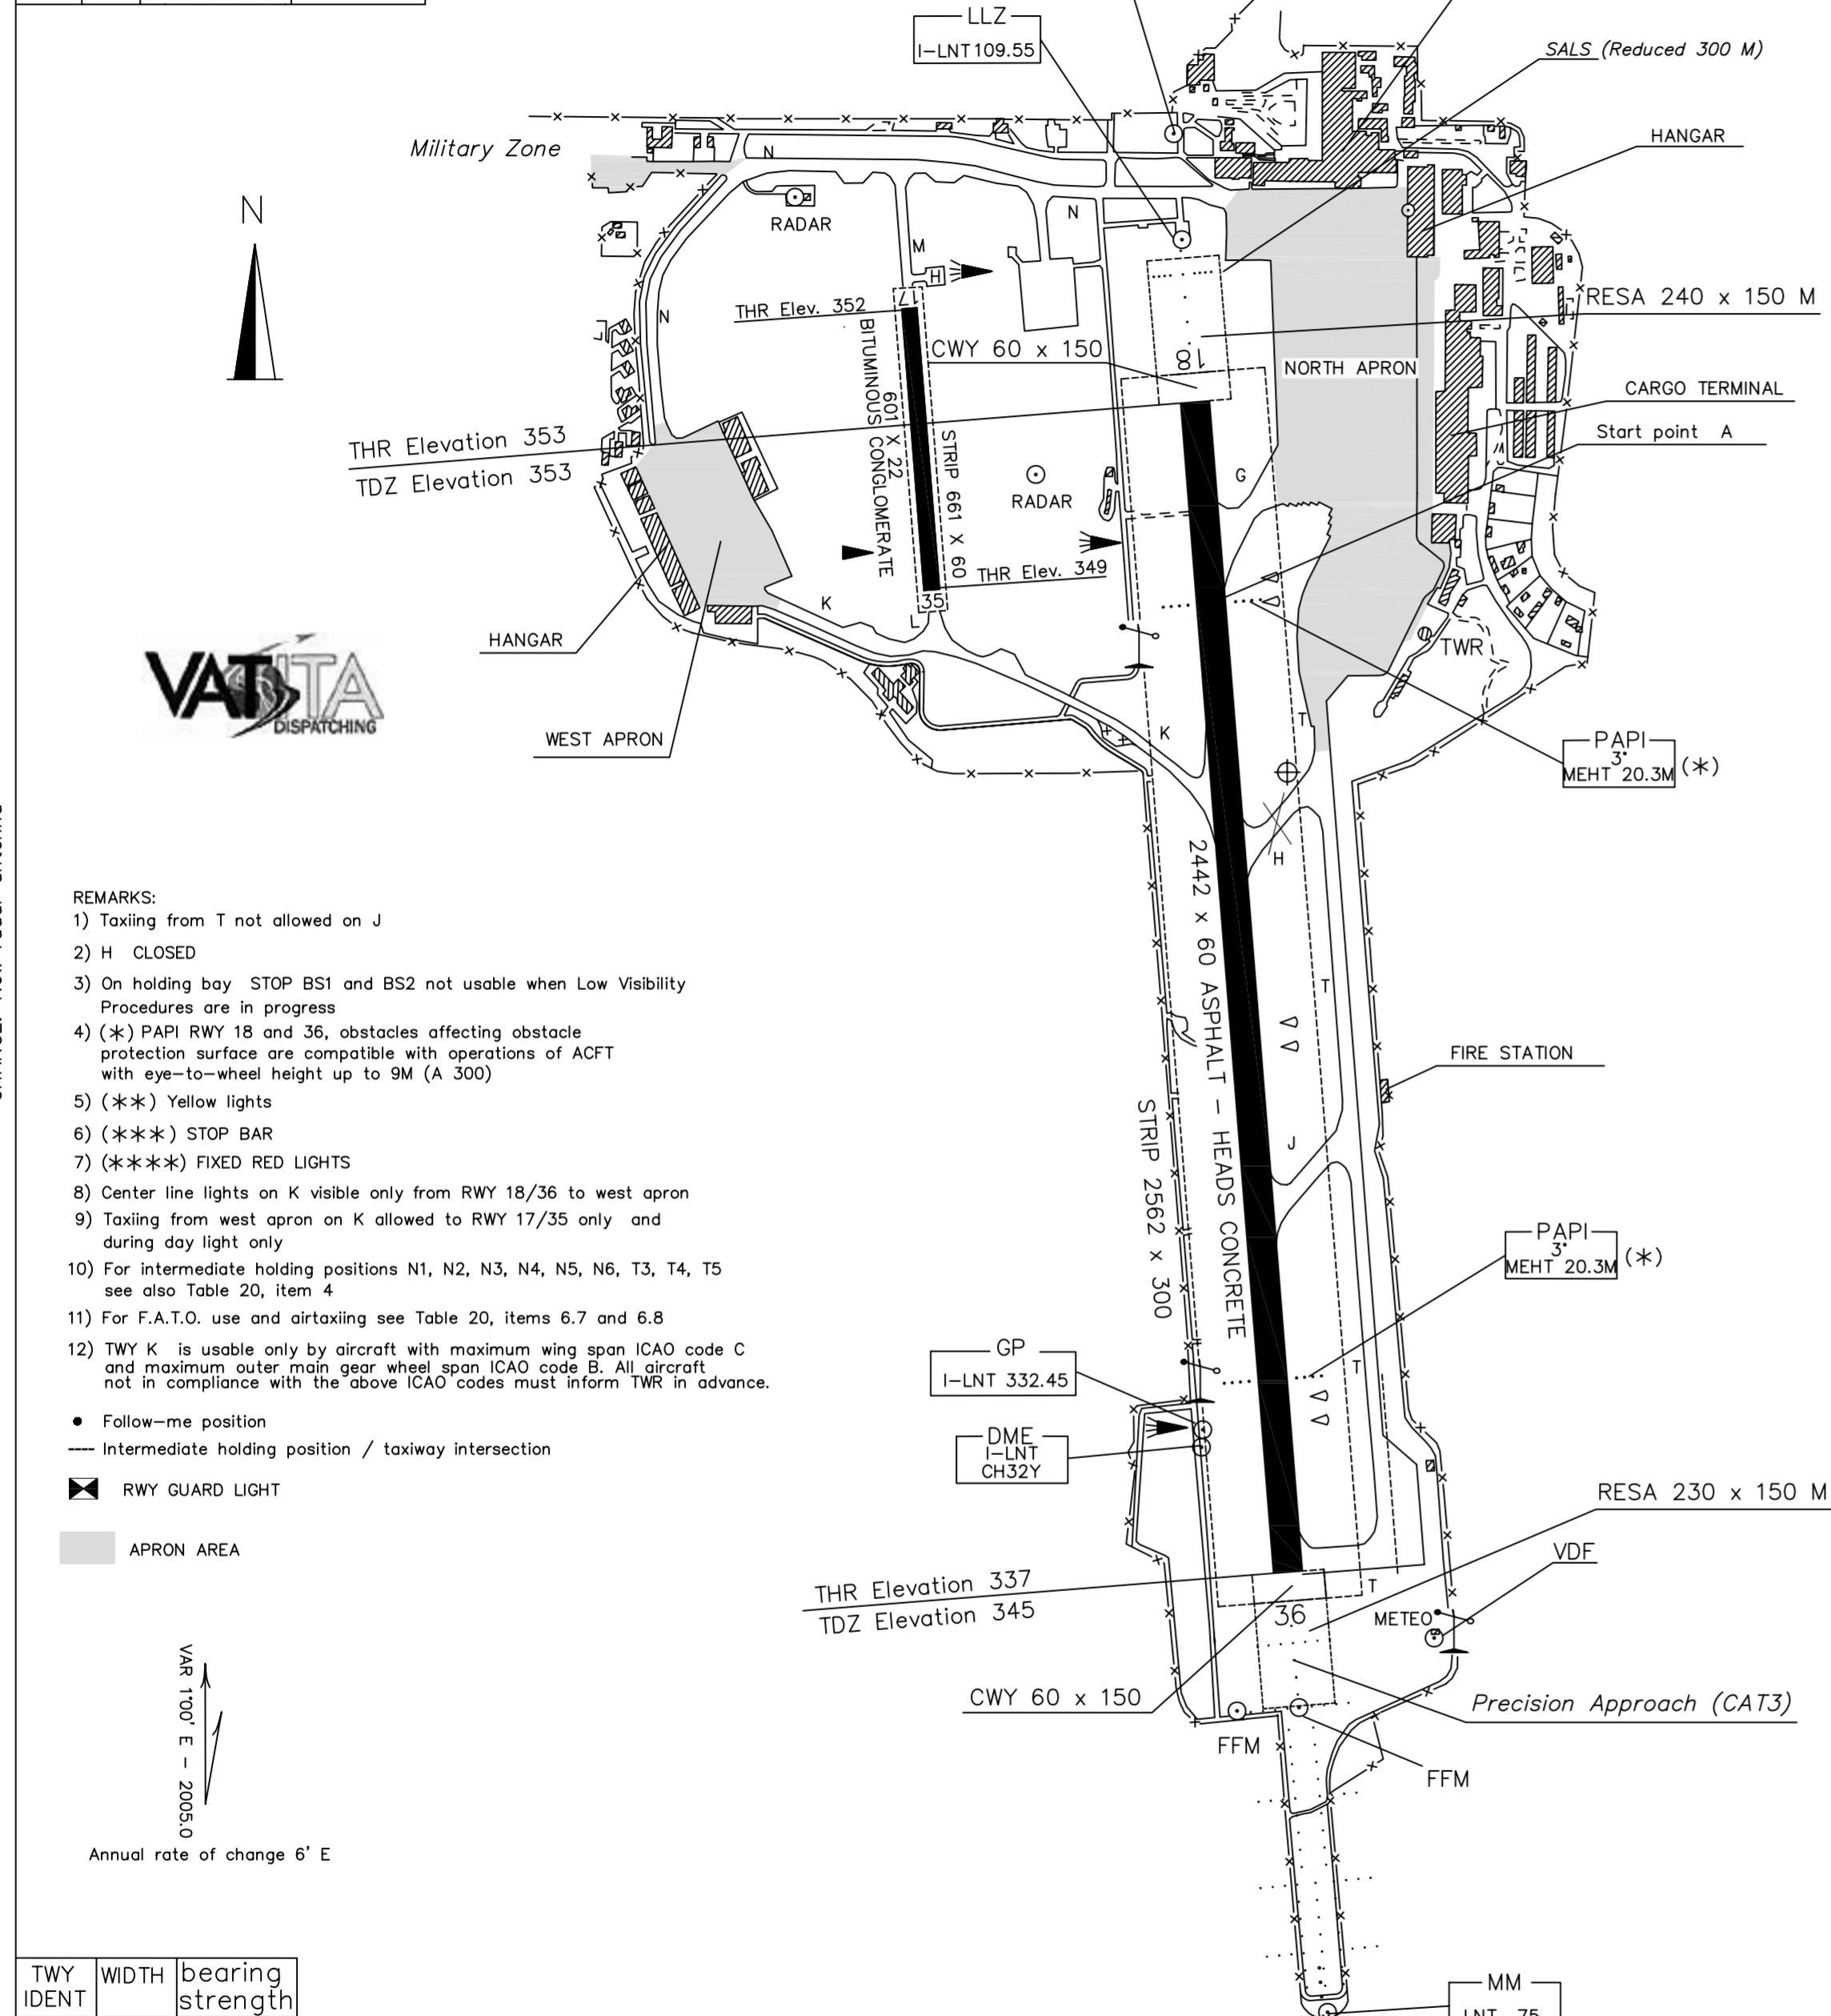 LLZ
I-LNT109.55
SALS (Reduced 300 M)
HANGAR
Military Zone
N
N
RADAR
N
M
H
N
N
RESA 240 x 150 M
THR Elev. 352
17
CWY 60 x 150
18
NORTH APRON
CARGO TERMINAL
Start point A
THR Elevation 353
TDZ Elevation 353
BITUMINOUS CONGLOMERATE
601 X 22
STRIP 661 X 60
RADAR
G
THR Elev. 349
35
K
L
HANGAR
TWR
VATITA
DISPATCHING
WEST APRON
K
T
PAPI
3°
MEHT 20.3M
(*)
H
2442 x 60 ASPHALT - HEADS CONCRETE
STRIP 2562 x 300
T
FIRE STATION
J
REMARKS:
1) Taxiing from T not allowed on J
2) H CLOSED
3) On holding bay STOP BS1 and BS2 not usable when Low Visibility
Procedures are in progress
4) (*) PAPI RWY 18 and 36, obstacles affecting obstacle
protection surface are compatible with operations of ACFT
with eye-to-wheel height up to 9M (A 300)
5) (**) Yellow lights
6) (***) STOP BAR
7) (****) FIXED RED LIGHTS
8) Center line lights on K visible only from RWY 18/36 to west apron
9) Taxiing from west apron on K allowed to RWY 17/35 only and
during day light only
10) For intermediate holding positions N1, N2, N3, N4, N5, N6, T3, T4, T5
see also Table 20, item 4
11) For F.A.T.O. use and airtaxiing see Table 20, items 6.7 and 6.8
12) TWY K is usable only by aircraft with maximum wing span ICAO code C
and maximum outer main gear wheel span ICAO code B. All aircraft
not in compliance with the above ICAO codes must inform TWR in advance.
Follow-me position
---- Intermediate holding position / taxiway intersection
RWY GUARD LIGHT
APRON AREA
PAPI
3°
MEHT 20.3M
(*)
T
GP
I-LNT 332.45
DME
I-LNT
CH32Y
RESA 230 x 150 M
VDF
THR Elevation 337
TDZ Elevation 345
T
36
METEO
CWY 60 x 150
Precision Approach (CAT3)
FFM
FFM
VAR 1°00' E - 2005.0
Annual rate of change 6' E
TWY
IDENT
WIDTH
bearing
strength
MM